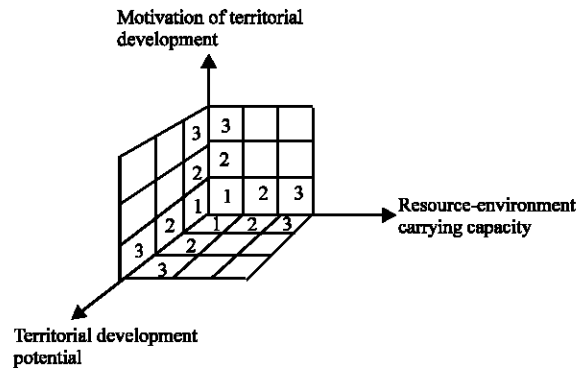 Motivation of territorial
development
3 3
2 2
1 1 2 3
1 2 3
2 2
3 3
Resource-environment
carrying capacity
Territorial development
potential